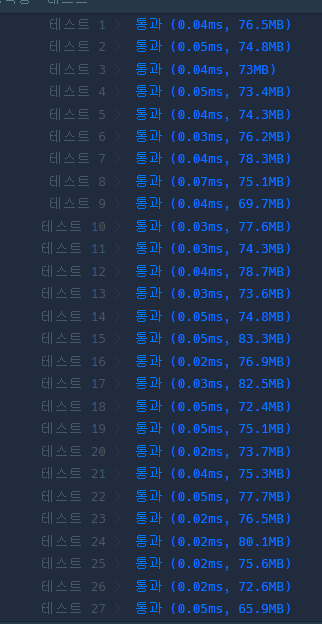 테스트 1 〉 통과 (0.04ms, 76.5MB)
테스트 2 〉 통과 (0.05ms, 74.8MB)
테스트 3 〉 통과 (0.04ms, 73MB)
테스트 4 〉 통과 (0.05ms, 73.4MB)
테스트 5 〉 통과 (0.04ms, 74.3MB)
테스트 6 〉 통과 (0.03ms, 76.2MB)
테스트 7 〉 통과 (0.04ms, 78.3MB)
테스트 8 〉 통과 (0.07ms, 75.1MB)
테스트 9 〉 통과 (0.04ms, 69.7MB)
테스트 10 〉 통과 (0.03ms, 77.6MB)
테스트 11 〉 통과 (0.03ms, 74.3MB)
테스트 12 〉 통과 (0.04ms, 78.7MB)
테스트 13 〉 통과 (0.03ms, 73.6MB)
테스트 14 〉 통과 (0.05ms, 74.8MB)
테스트 15 〉 통과 (0.05ms, 83.3MB)
테스트 16 〉 통과 (0.02ms, 76.9MB)
테스트 17 〉 통과 (0.03ms, 82.5MB)
테스트 18 〉 통과 (0.05ms, 72.4MB)
테스트 19 〉 통과 (0.05ms, 75.1MB)
테스트 20 〉 통과 (0.02ms, 73.7MB)
테스트 21 〉 통과 (0.04ms, 75.3MB)
테스트 22 〉 통과 (0.05ms, 77.7MB)
테스트 23 〉 통과 (0.02ms, 76.5MB)
테스트 24 〉 통과 (0.02ms, 80.1MB)
테스트 25 〉 통과 (0.02ms, 75.6MB)
테스트 26 〉 통과 (0.02ms, 72.6MB)
테스트 27 〉 통과 (0.05ms, 65.9MB)